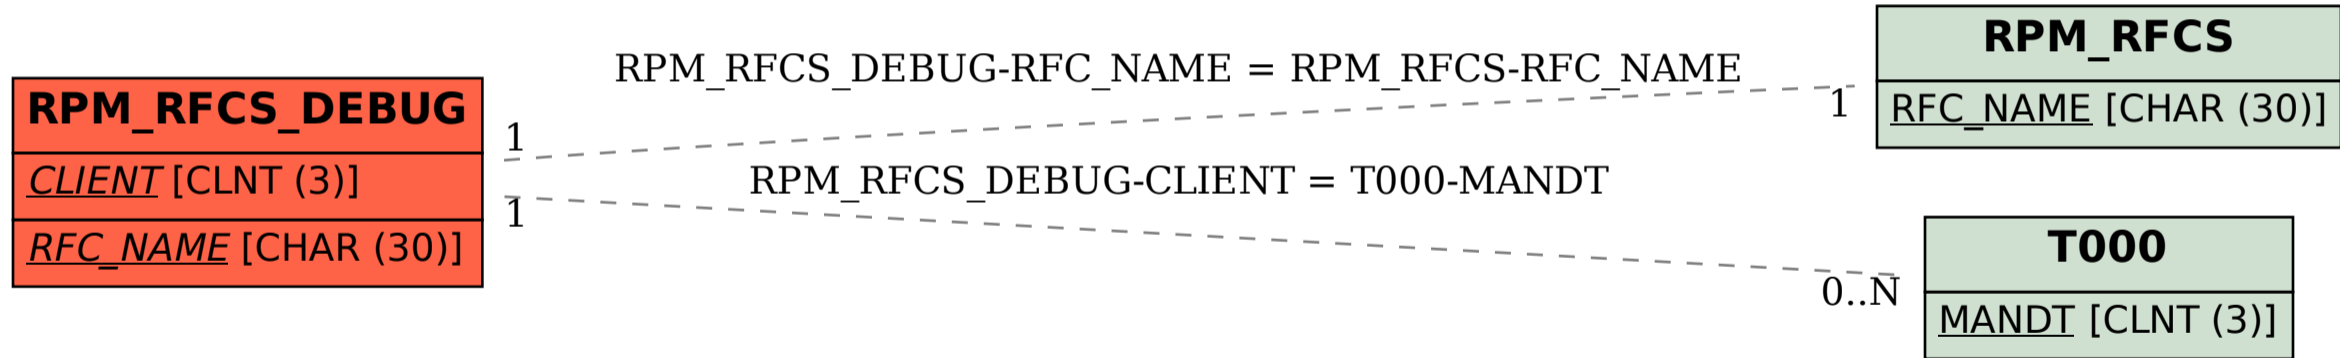 RPM_RFCS_DEBUG
CLIENT [CLNT (3)]
RFC_NAME [CHAR (30)]
RPM_RFCS_DEBUG-RFC_NAME = RPM_RFCS-RFC_NAME
1
1
RPM_RFCS_DEBUG-CLIENT = T000-MANDT
1
0..N
RPM_RFCS
RFC_NAME [CHAR (30)]
T000
MANDT [CLNT (3)]